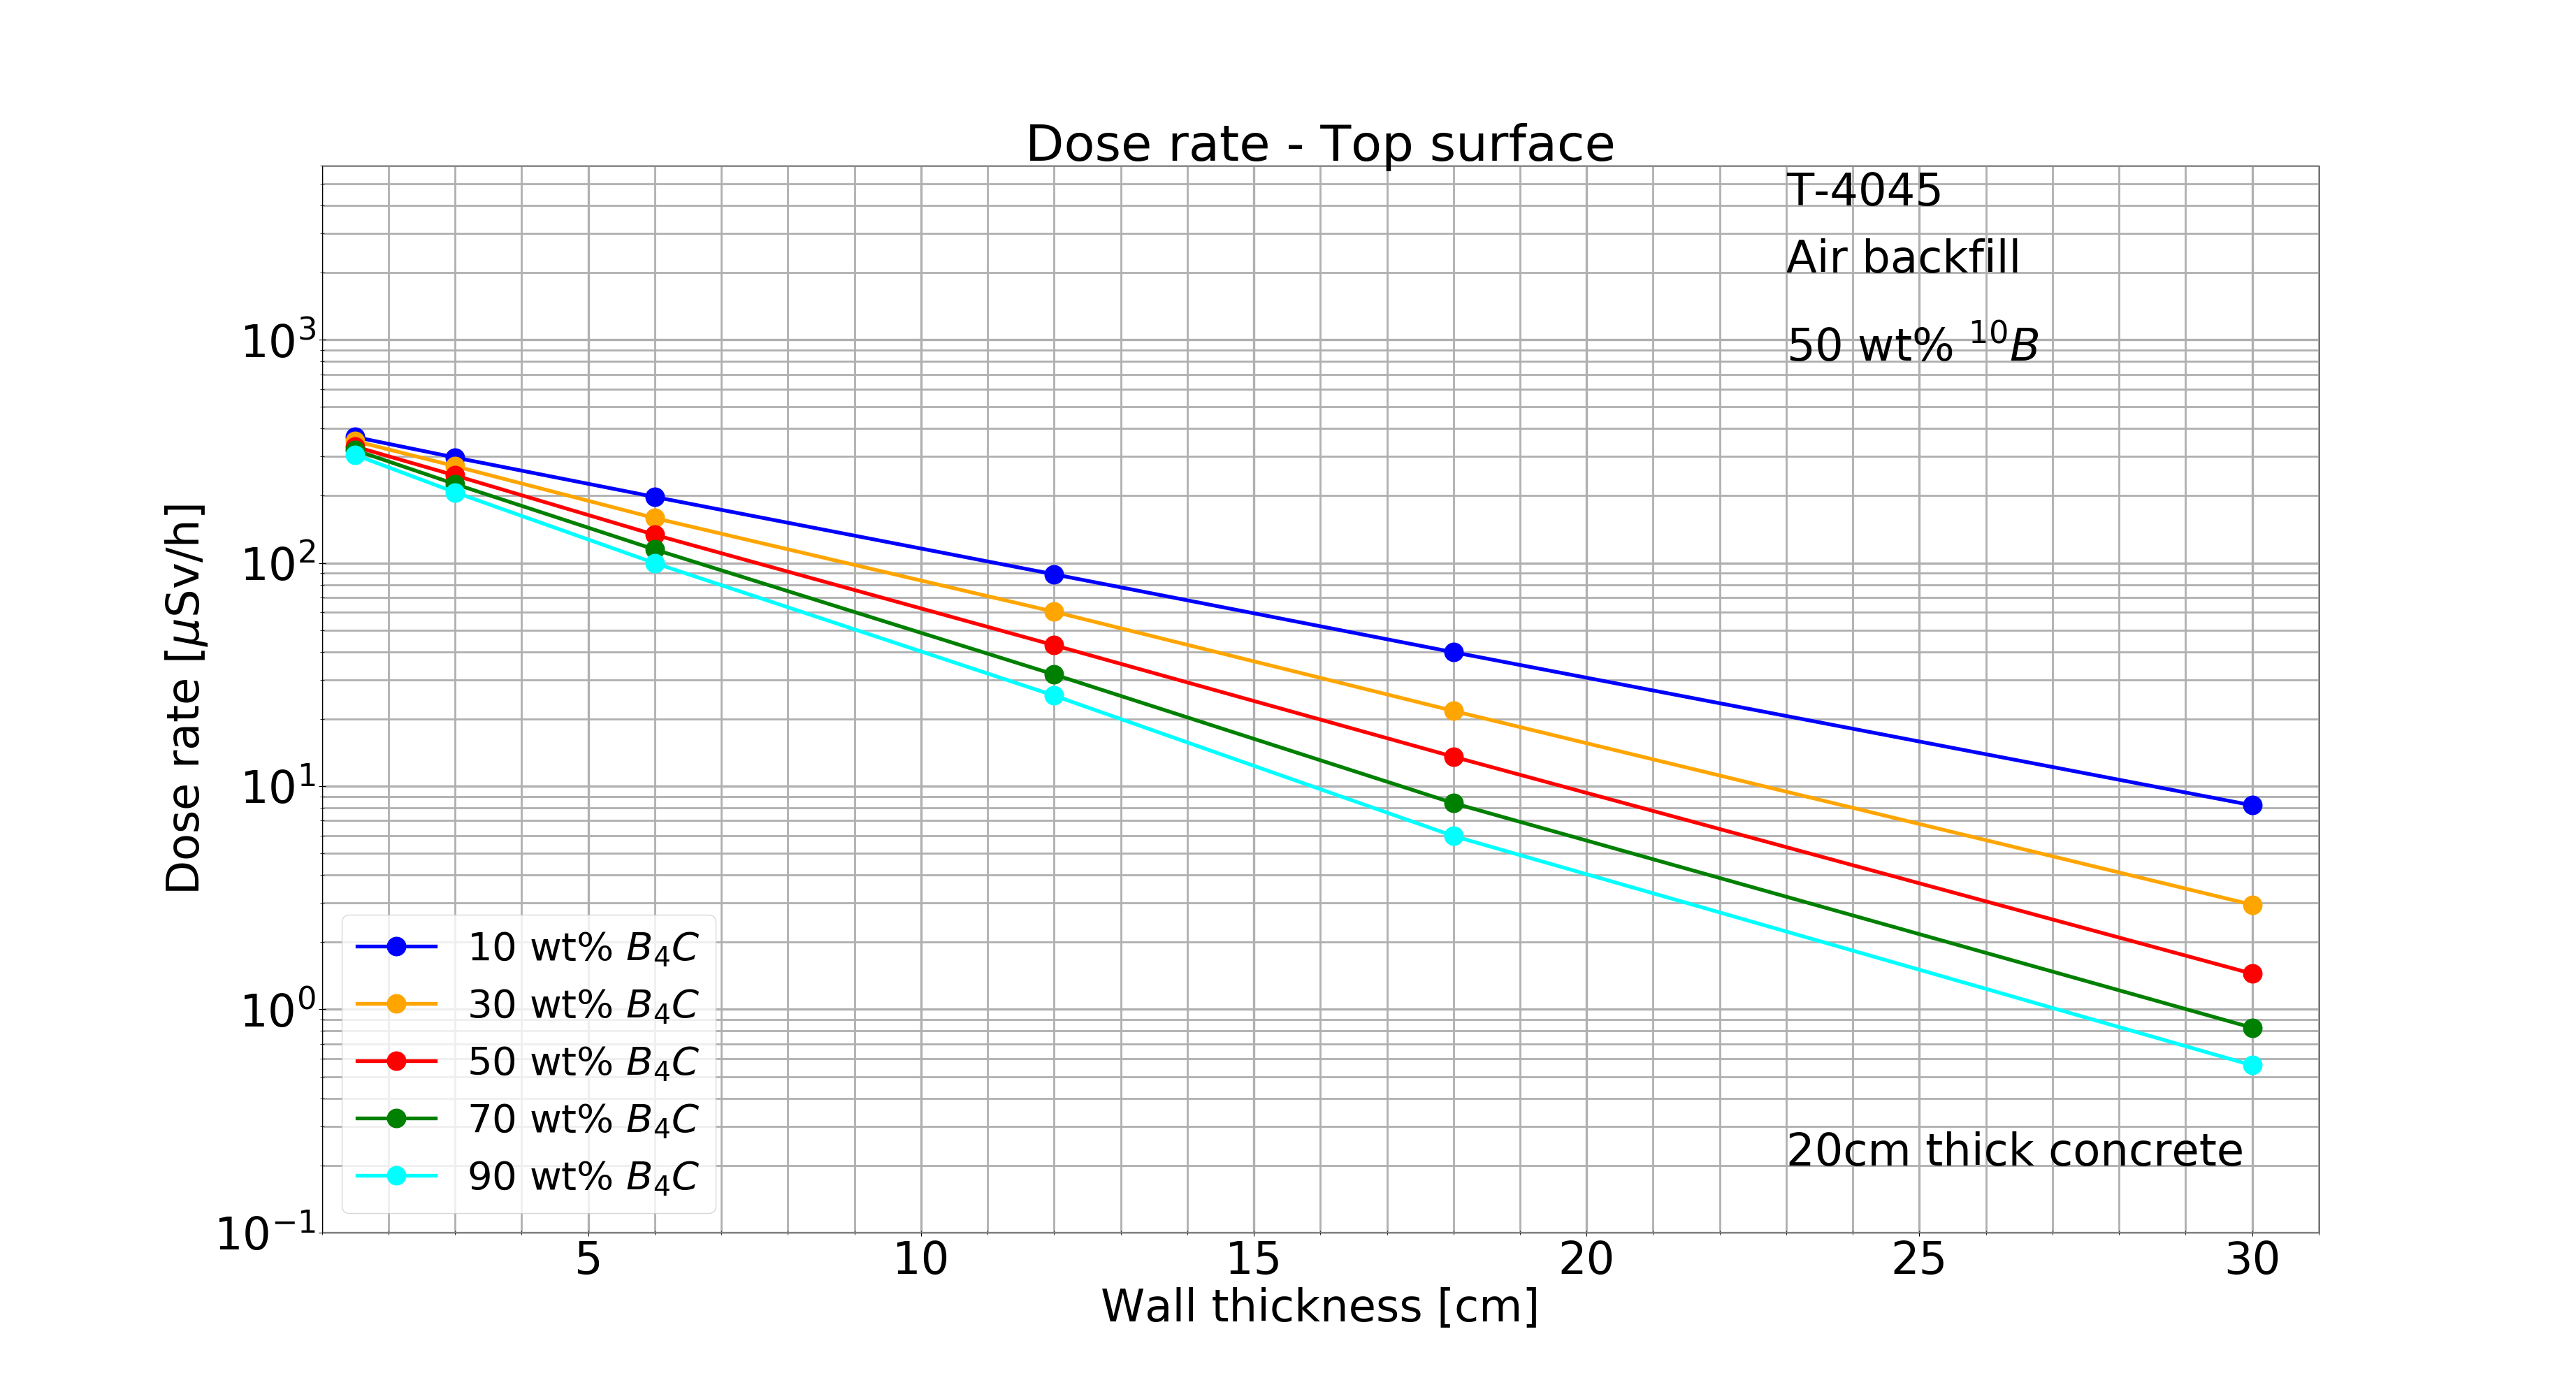 Dose rate - Top surface
T-4045
Air backfill
50 wt% ¹⁰B
10³
10²
10¹
10⁰
10⁻¹
Dose rate [μSv/h]
10 wt% B₄C
30 wt% B₄C
50 wt% B₄C
70 wt% B₄C
90 wt% B₄C
20cm thick concrete
5 10 15 20 25 30
Wall thickness [cm]